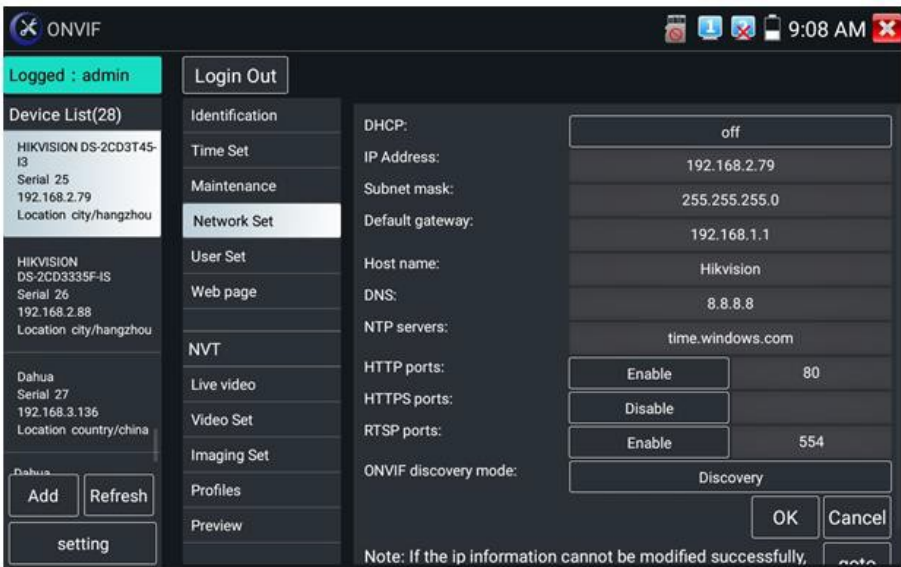 ONVIF
1
2
9:08 AM
Logged : admin
Login Out
Device List(28)
HIKVISION DS-2CD3T45-
I3
Serial 25
192.168.2.79
Location city/hangzhou
HIKVISION
DS-2CD3335F-IS
Serial 26
192.168.2.88
Location city/hangzhou
Dahua
Serial 27
192.168.3.136
Location country/china
Dahua
Add
Refresh
setting
Identification
Time Set
Maintenance
Network Set
User Set
Web page
NVT
Live video
Video Set
Imaging Set
Profiles
Preview
DHCP: off
IP Address: 192.168.2.79
Subnet mask: 255.255.255.0
Default gateway: 192.168.1.1
Host name: Hikvision
DNS: 8.8.8.8
NTP servers: time.windows.com
HTTP ports: Enable 80
HTTPS ports: Disable
RTSP ports: Enable 554
ONVIF discovery mode: Discovery
OK Cancel
Note: If the ip information cannot be modified successfully, goto